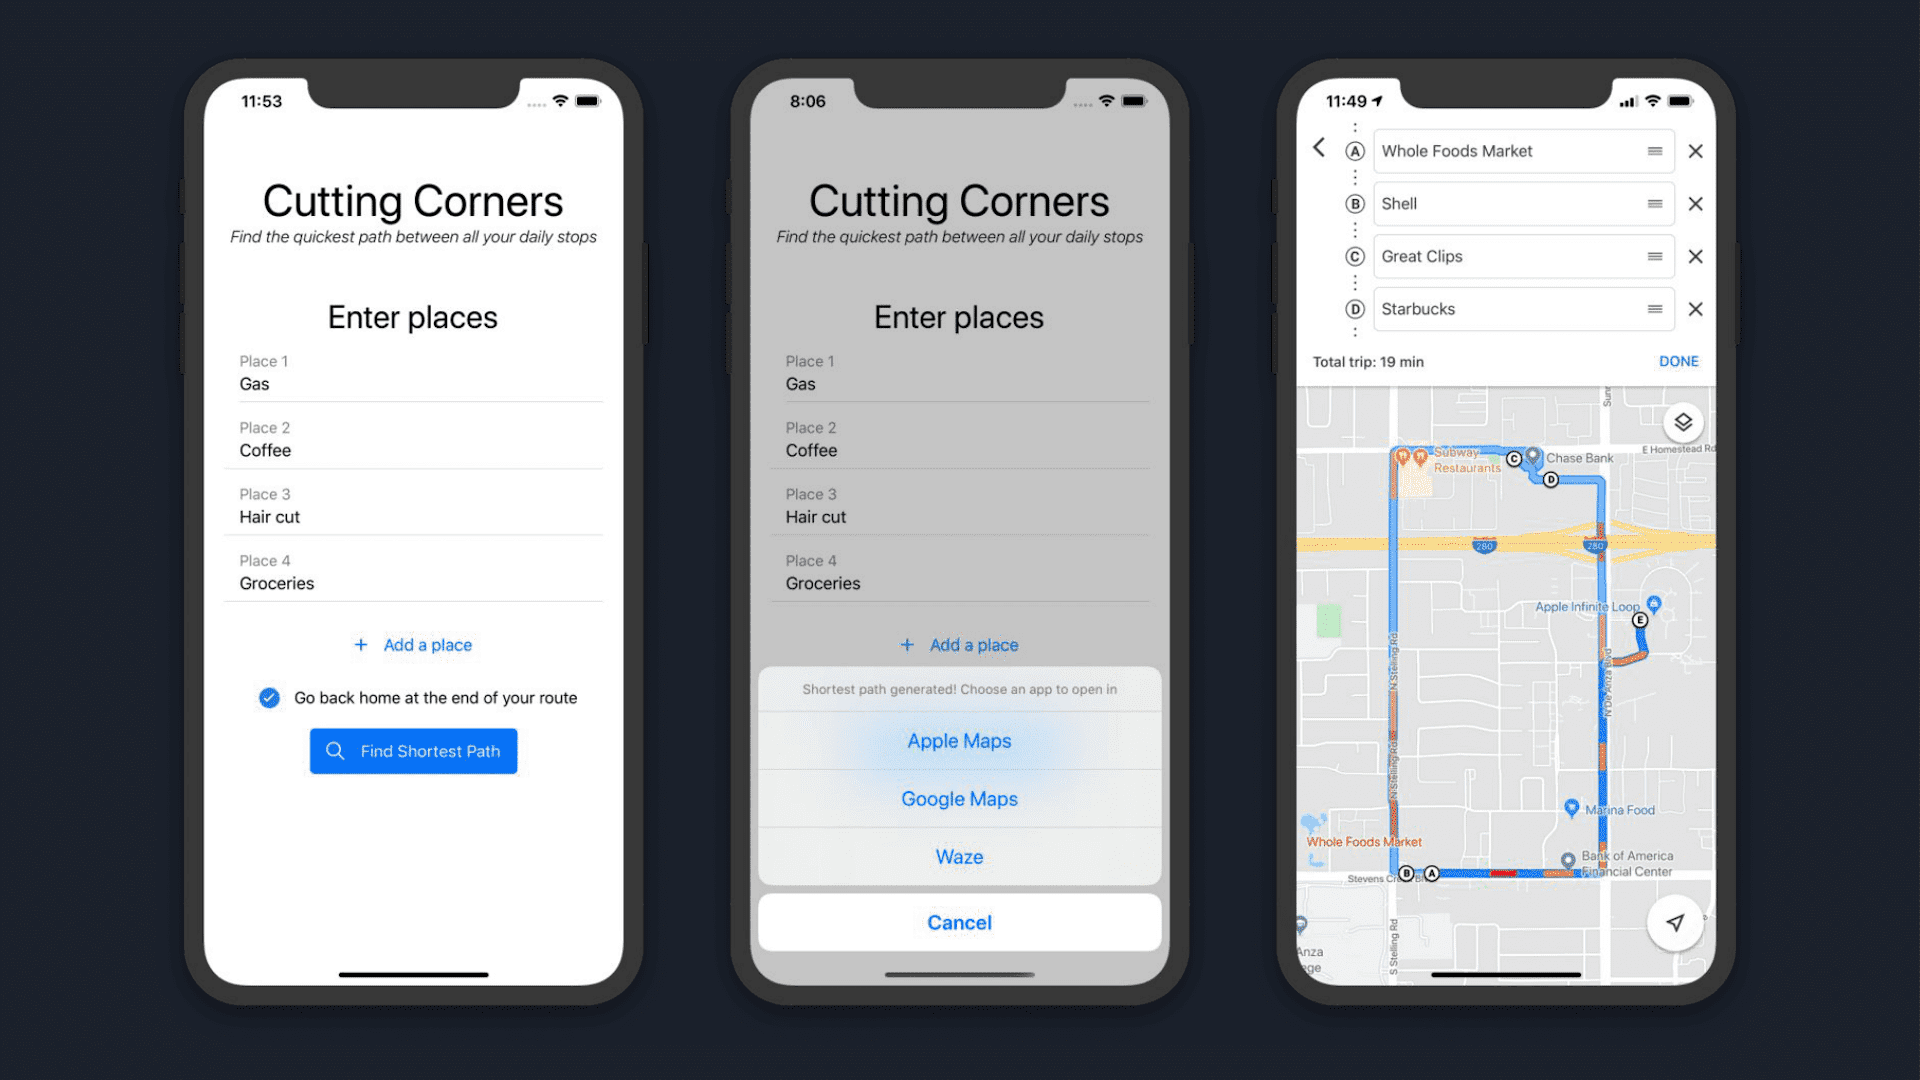 11:53
Cutting Corners
Find the quickest path between all your daily stops
Enter places
Place 1
Gas
Place 2
Coffee
Place 3
Hair cut
Place 4
Groceries
+ Add a place
Go back home at the end of your route
Find Shortest Path
8:06
Cutting Corners
Find the quickest path between all your daily stops
Enter places
Place 1
Gas
Place 2
Coffee
Place 3
Hair cut
Place 4
Groceries
+ Add a place
Shortest path generated! Choose an app to open in
Apple Maps
Google Maps
Waze
Cancel
11:49
A Whole Foods Market
B Shell
C Great Clips
D Starbucks
Total trip: 19 min
DONE
E Homestead Rd
Subway
Restaurants
C
Chase Bank
D
280
280
Apple Infinite Loop
E
N Stelling Rd
N De Anza Blvd
N Stelling Rd
Marina Food
Whole Foods Market
Bank of America
Financial Center
B
A
S Stelling Rd